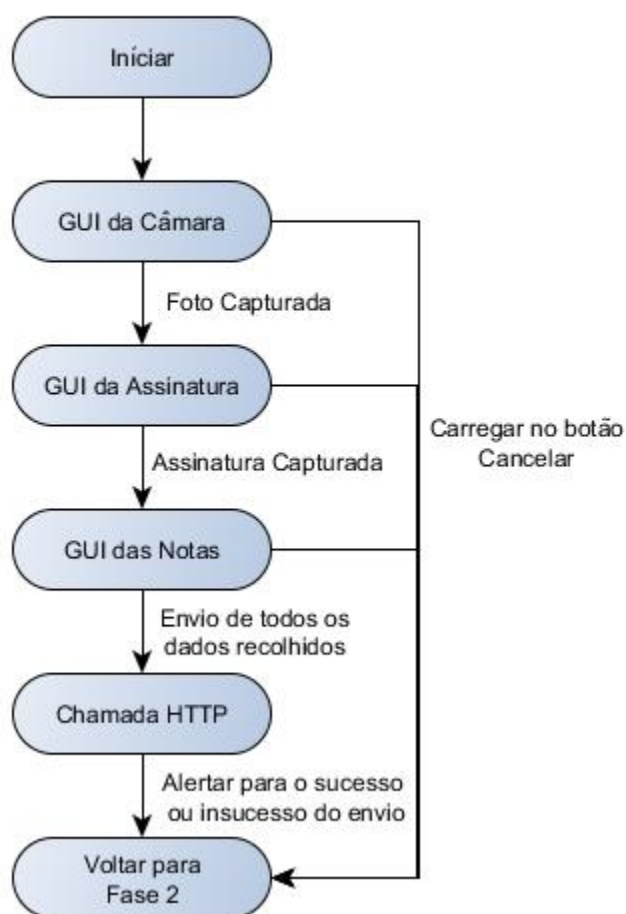 Iníciar
GUI da Câmara
Foto Capturada
GUI da Assinatura
Carregar no botão
Cancelar
Assinatura Capturada
GUI das Notas
Envio de todos os
dados recolhidos
Chamada HTTP
Alertar para o sucesso
ou insucesso do envio
Voltar para
Fase 2